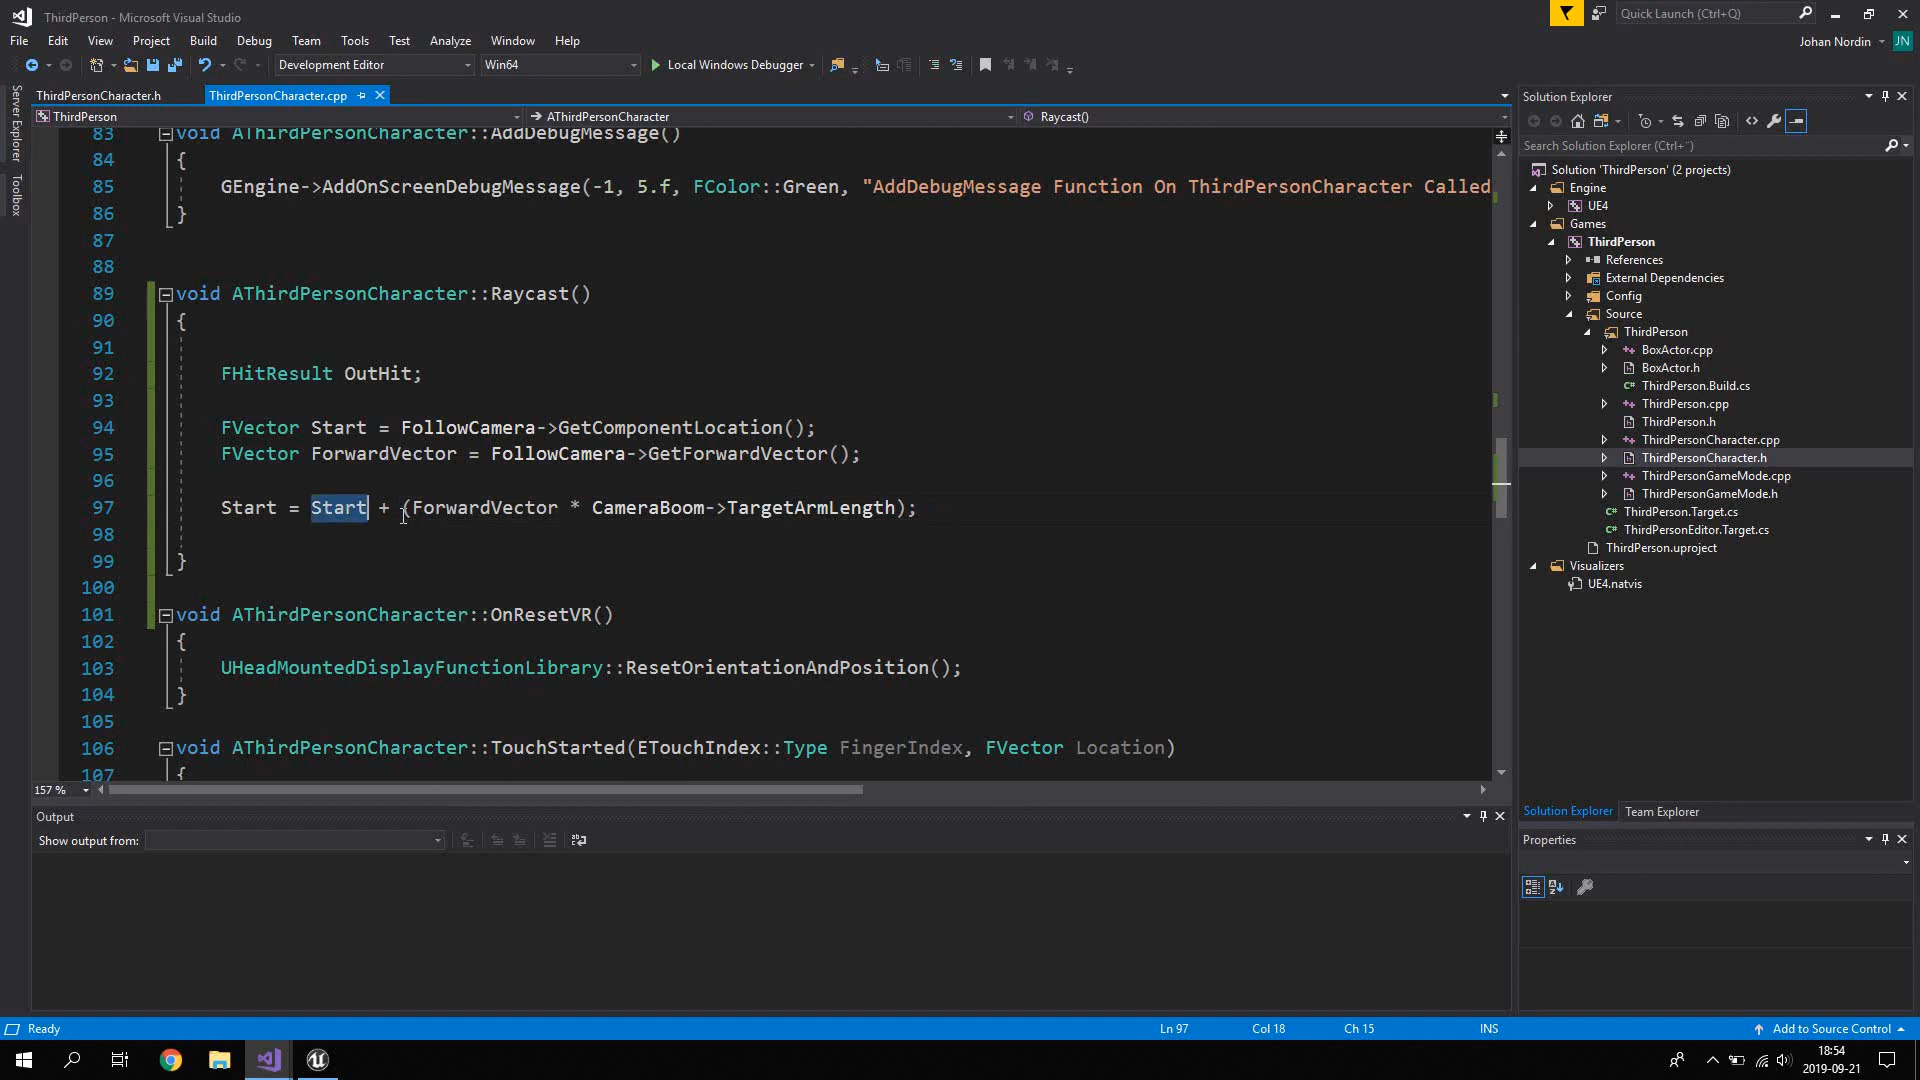 ThirdPerson - Microsoft Visual Studio
Quick Launch (Ctrl+Q)
File Edit View Project Build Debug Team Tools Test Analyze Window Help
Johan Nordin JN
Development Editor Win64 Local Windows Debugger
Server Explorer
Toolbox
ThirdPersonCharacter.h ThirdPersonCharacter.cpp
ThirdPerson AThirdPersonCharacter Raycast()
83 void AThirdPersonCharacter::AddDebugMessage()
84 {
85 GEngine->AddOnScreenDebugMessage(-1, 5.f, FColor::Green, "AddDebugMessage Function On ThirdPersonCharacter Called
86 }
87
88
89 void AThirdPersonCharacter::Raycast()
90 {
91
92 FHitResult OutHit;
93
94 FVector Start = FollowCamera->GetComponentLocation();
95 FVector ForwardVector = FollowCamera->GetForwardVector();
96
97 Start = Start + (ForwardVector * CameraBoom->TargetArmLength);
98
99 }
100
101 void AThirdPersonCharacter::OnResetVR()
102 {
103 UHeadMountedDisplayFunctionLibrary::ResetOrientationAndPosition();
104 }
105
106 void AThirdPersonCharacter::TouchStarted(ETouchIndex::Type FingerIndex, FVector Location)
107 {
157 %
Output
Show output from:
Solution Explorer
Search Solution Explorer (Ctrl+¨)
Solution 'ThirdPerson' (2 projects)
Engine
UE4
Games
ThirdPerson
References
External Dependencies
Config
Source
ThirdPerson
BoxActor.cpp
BoxActor.h
ThirdPerson.Build.cs
ThirdPerson.cpp
ThirdPerson.h
ThirdPersonCharacter.cpp
ThirdPersonCharacter.h
ThirdPersonGameMode.cpp
ThirdPersonGameMode.h
ThirdPerson.Target.cs
ThirdPersonEditor.Target.cs
ThirdPerson.uproject
Visualizers
UE4.natvis
Solution Explorer Team Explorer
Properties
Ready Ln 97 Col 18 Ch 15 INS Add to Source Control
18:54
2019-09-21